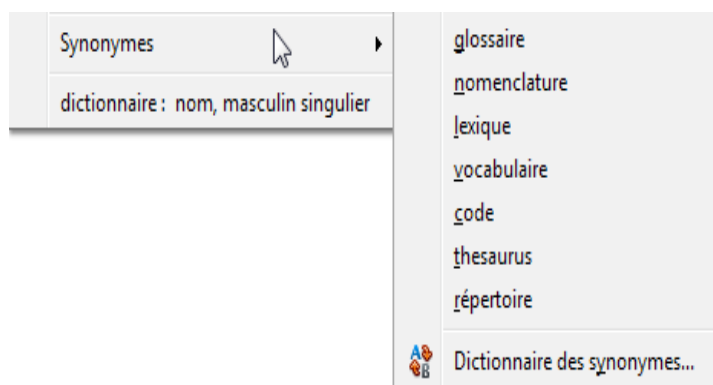 Synonymes
dictionnaire : nom, masculin singulier
glossaire
nomenclature
lexique
vocabulaire
code
thesaurus
répertoire
Dictionnaire des synonymes...